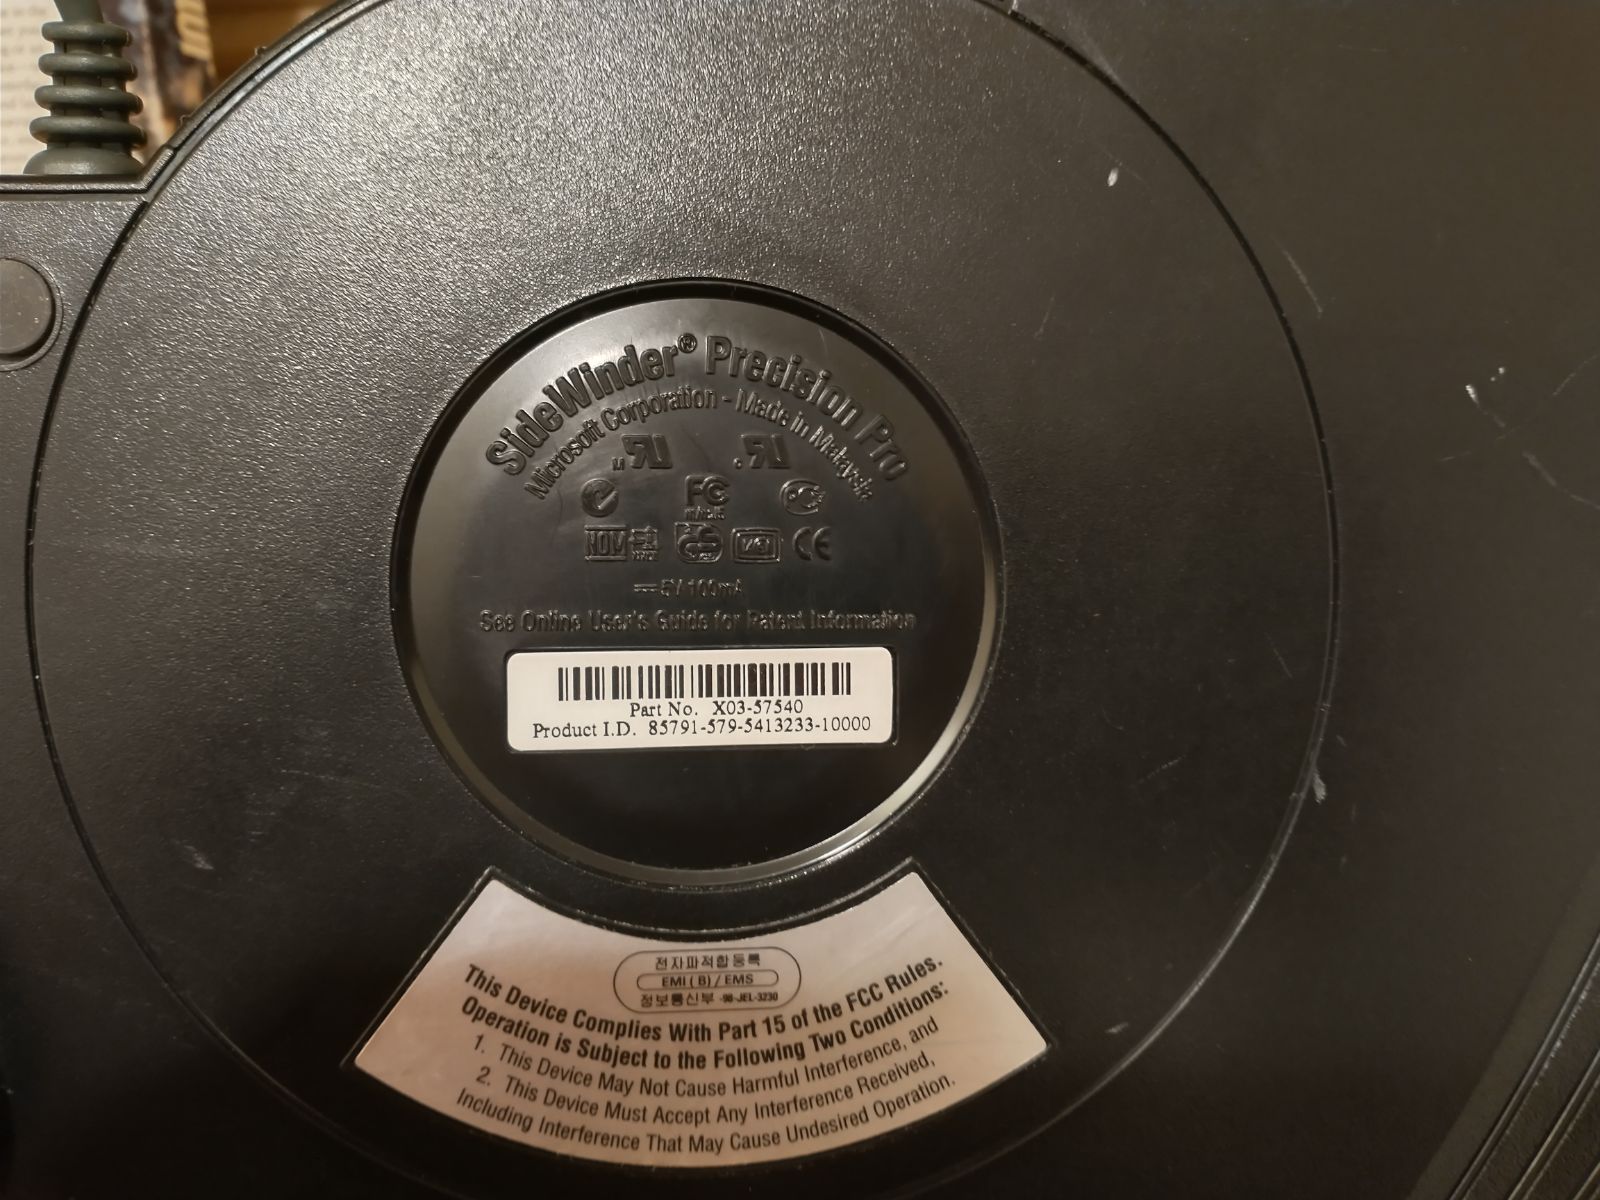 SideWinder® Precision Pro
Microsoft Corporation - Made in Malaysia
FC
NOM
CE
5V 100mA
See Online User's Guide for Patent Information
Part No. X03-57540
Product I.D. 85791-579-5413233-10000
전자파적합등록
EMI ( B ) / EMS
정보통신부 -98-JEL-3230
This Device Complies With Part 15 of the FCC Rules.
Operation is Subject to the Following Two Conditions:
1. This Device May Not Cause Harmful Interference, and
2. This Device Must Accept Any Interference Received,
Including Interference That May Cause Undesired Operation.